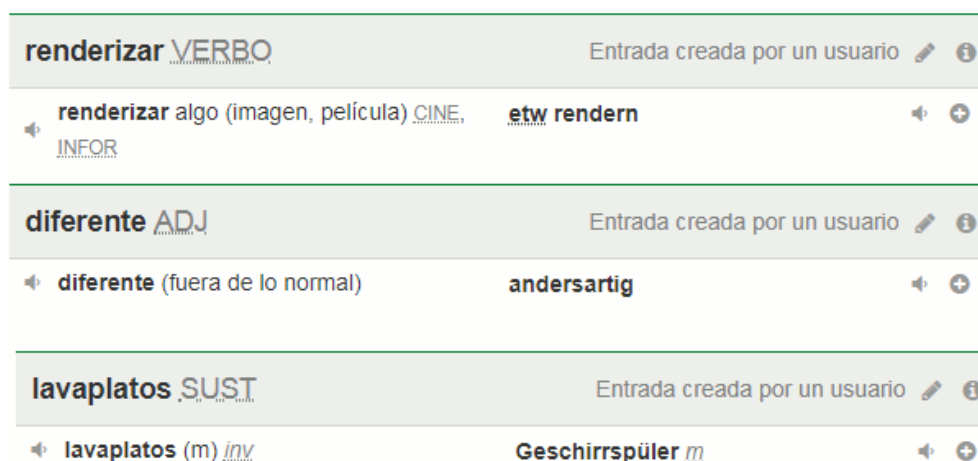 renderizar VERBO Entrada creada por un usuario
renderizar algo (imagen, película) CINE, etw rendern
INFOR
diferente ADJ Entrada creada por un usuario
diferente (fuera de lo normal) andersartig
lavaplatos SUST Entrada creada por un usuario
lavaplatos (m) inv Geschirrspüler m